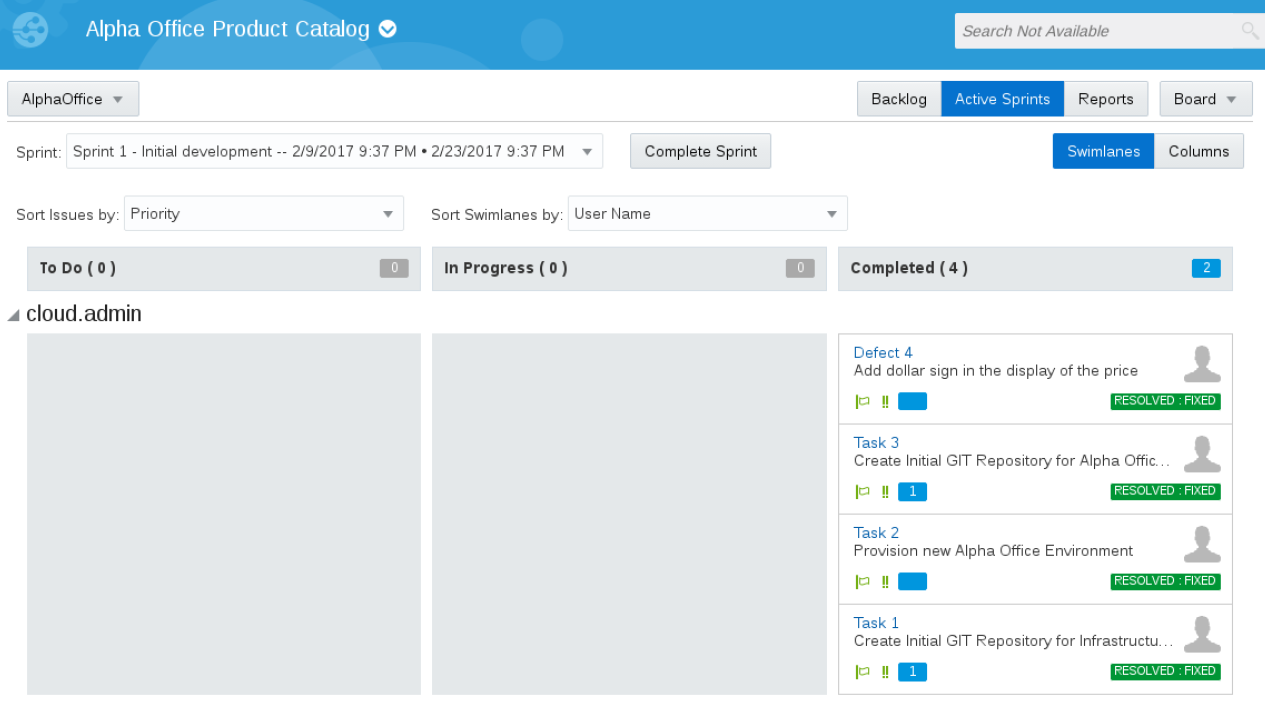 Alpha Office Product Catalog
Search Not Available
AlphaOffice
Backlog
Active Sprints
Reports
Board
Sprint: Sprint 1 - Initial development -- 2/9/2017 9:37 PM • 2/23/2017 9:37 PM
Complete Sprint
Swimlanes
Columns
Sort Issues by: Priority
Sort Swimlanes by: User Name
To Do ( 0 ) 0
In Progress ( 0 ) 0
Completed ( 4 ) 2
cloud.admin
Defect 4
Add dollar sign in the display of the price
!! RESOLVED : FIXED
Task 3
Create Initial GIT Repository for Alpha Offic...
!! 1 RESOLVED : FIXED
Task 2
Provision new Alpha Office Environment
!! RESOLVED : FIXED
Task 1
Create Initial GIT Repository for Infrastructu...
!! 1 RESOLVED : FIXED